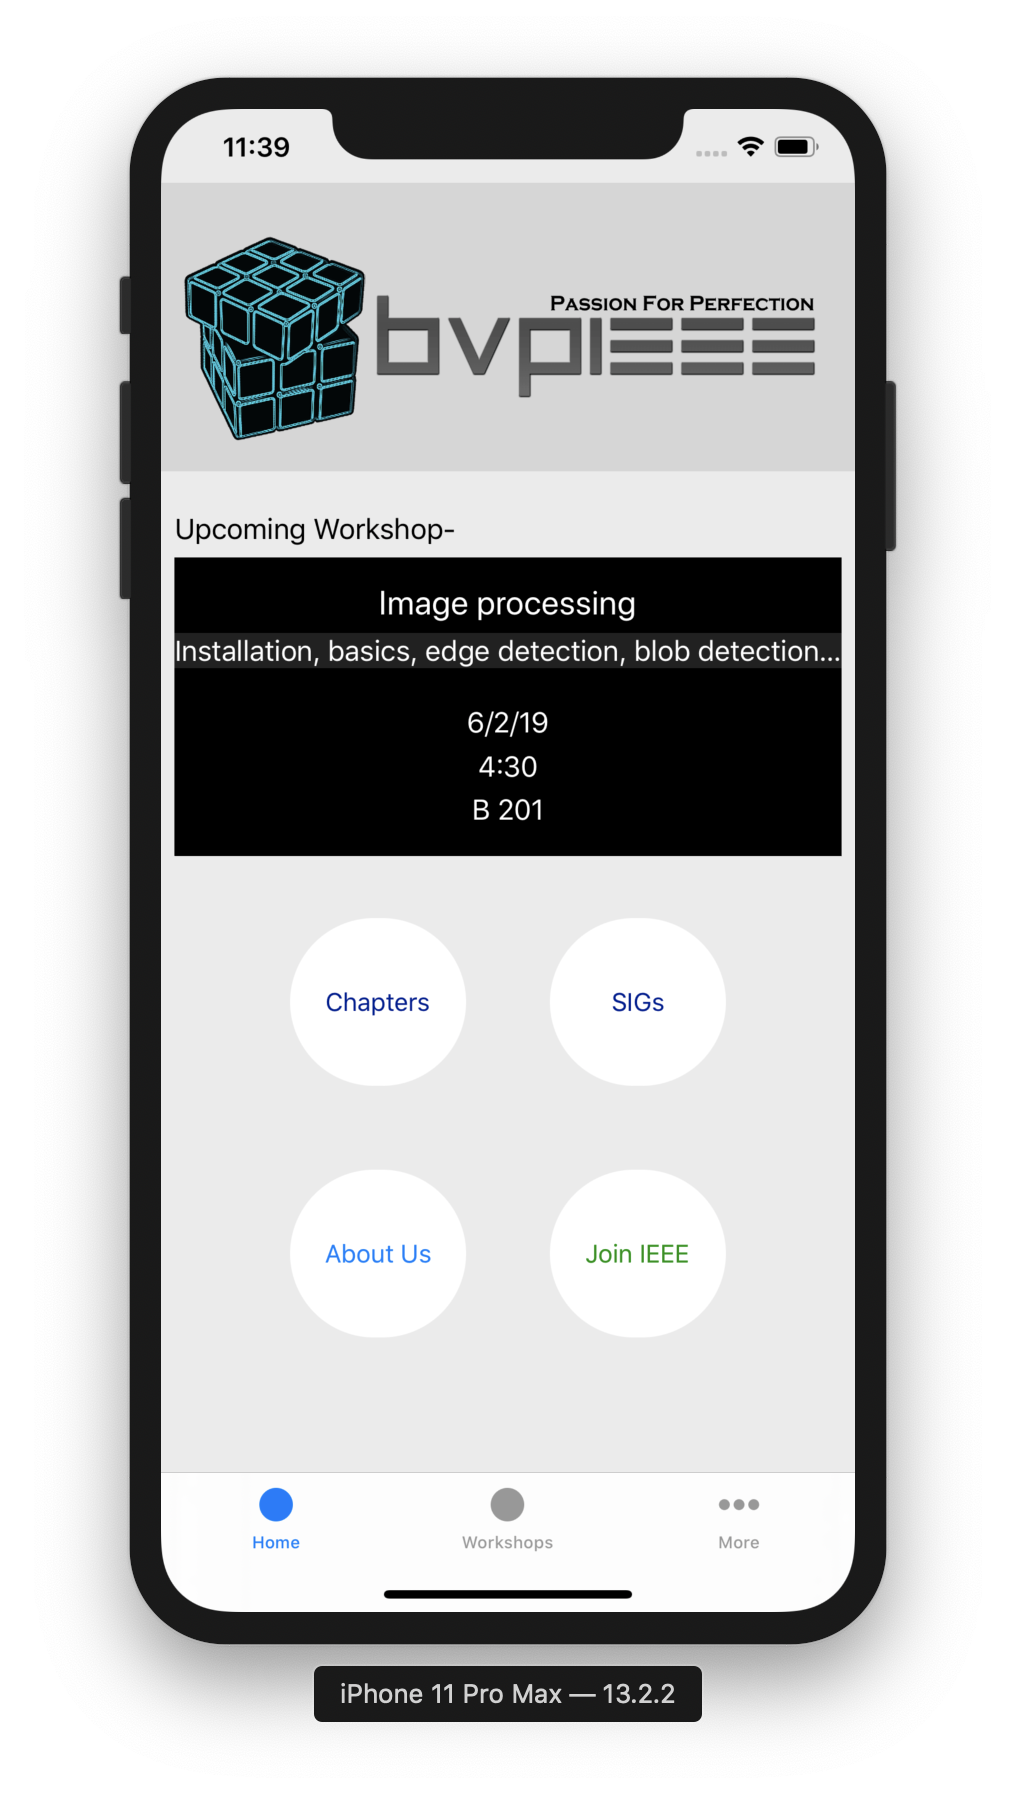 11:39
PASSION FOR PERFECTION
bvpIEEE
Upcoming Workshop-
Image processing
Installation, basics, edge detection, blob detection...
6/2/19
4:30
B 201
Chapters
SIGs
About Us
Join IEEE
Home
Workshops
More
iPhone 11 Pro Max — 13.2.2